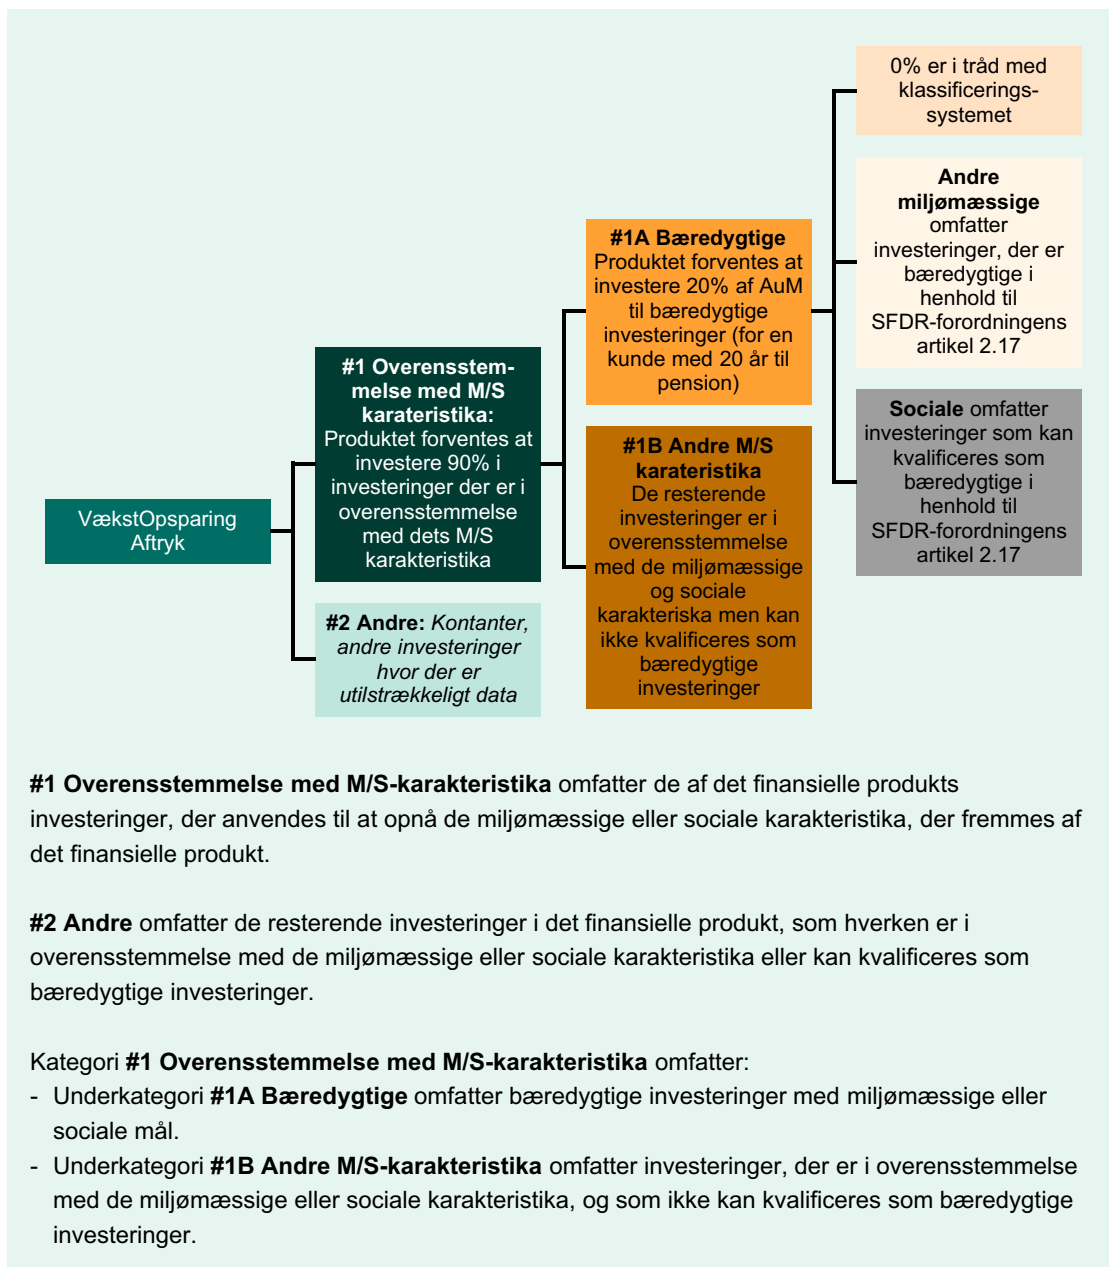 VækstOpsparing
Aftryk
#1 Overensstem-
melse med M/S
karateristika:
Produktet forventes at
investere 90% i
investeringer der er i
overensstemmelse
med dets M/S
karakteristika
#2 Andre: Kontanter,
andre investeringer
hvor der er
utilstrækkeligt data
#1A Bæredygtige
Produktet forventes at
investere 20% af AuM
til bæredygtige
investeringer (for en
kunde med 20 år til
pension)
#1B Andre M/S
karateristika
De resterende
investeringer er i
overensstemmelse
med de miljømæssige
og sociale
karakteriska men kan
ikke kvalificeres som
bæredygtige
investeringer
0% er i tråd med
klassificerings-
systemet
Andre
miljømæssige
omfatter
investeringer, der er
bæredygtige i
henhold til
SFDR-forordningens
artikel 2.17
Sociale omfatter
investeringer som kan
kvalificeres som
bæredygtige i
henhold til
SFDR-forordningens
artikel 2.17
#1 Overensstemmelse med M/S-karakteristika omfatter de af det finansielle produkts
investeringer, der anvendes til at opnå de miljømæssige eller sociale karakteristika, der fremmes af
det finansielle produkt.
#2 Andre omfatter de resterende investeringer i det finansielle produkt, som hverken er i
overensstemmelse med de miljømæssige eller sociale karakteristika eller kan kvalificeres som
bæredygtige investeringer.
Kategori #1 Overensstemmelse med M/S-karakteristika omfatter:
- Underkategori #1A Bæredygtige omfatter bæredygtige investeringer med miljømæssige eller
sociale mål.
- Underkategori #1B Andre M/S-karakteristika omfatter investeringer, der er i overensstemmelse
med de miljømæssige eller sociale karakteristika, og som ikke kan kvalificeres som bæredygtige
investeringer.